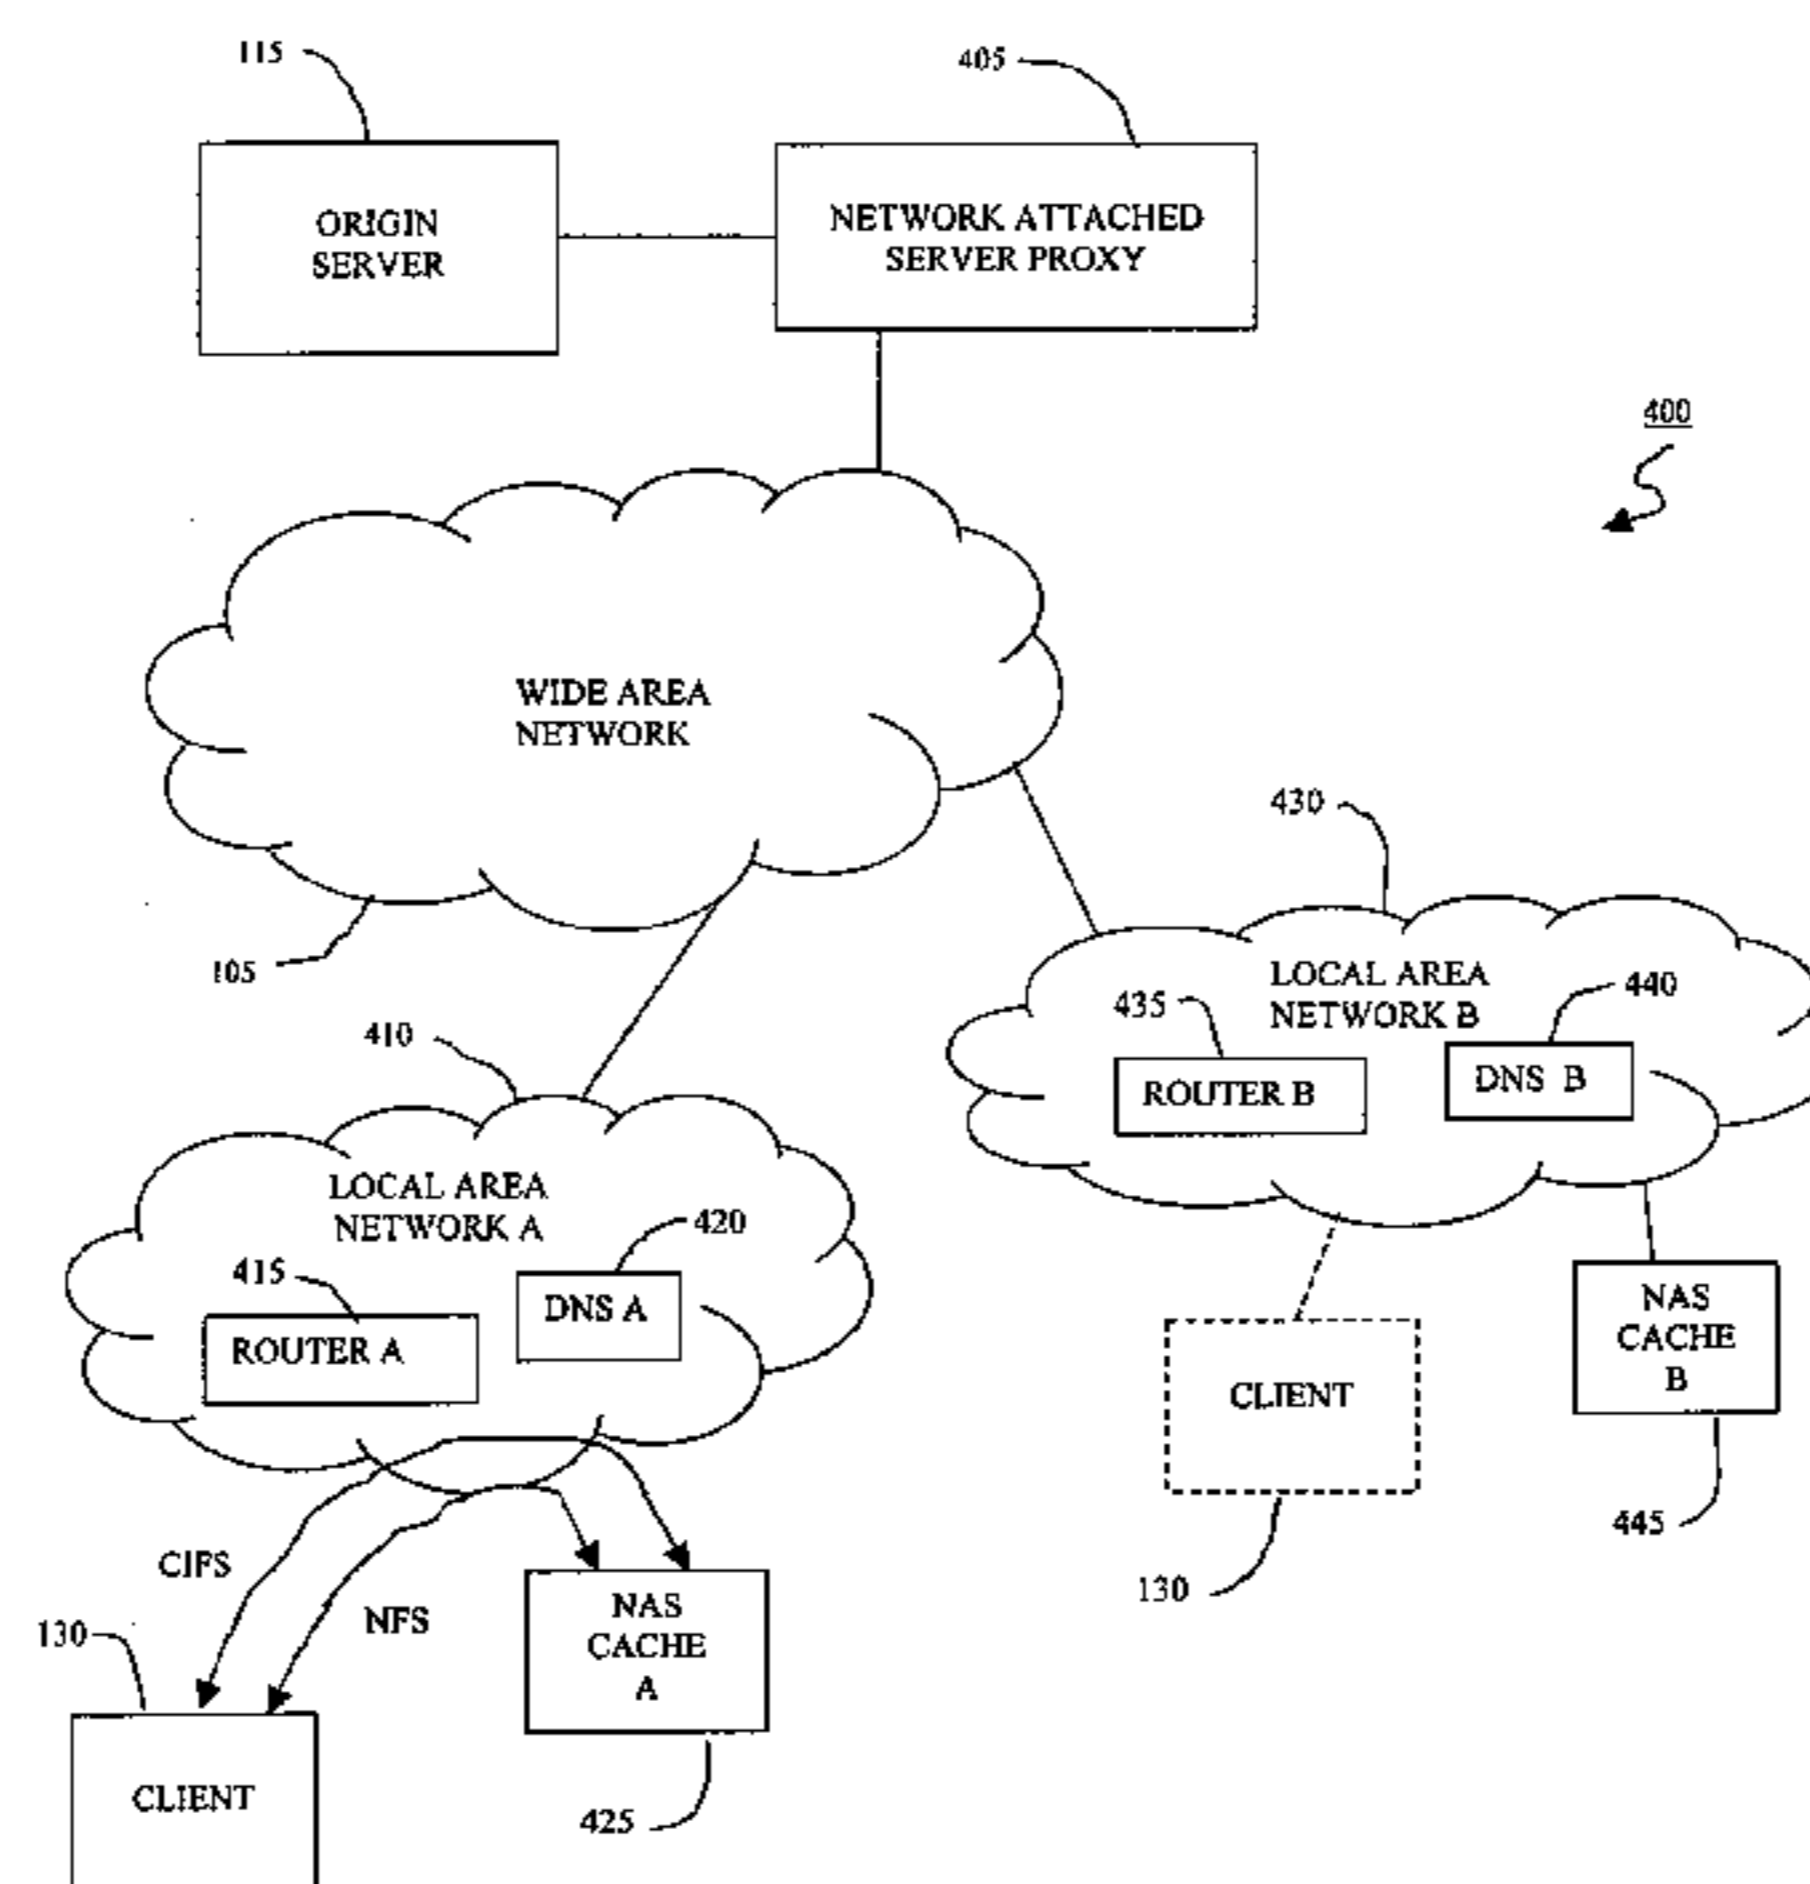 115
405
ORIGIN
SERVER
NETWORK ATTACHED
SERVER PROXY
400
WIDE AREA
NETWORK
430
105
LOCAL AREA
NETWORK B
435
440
410
ROUTER B
DNS B
LOCAL AREA
NETWORK A
420
415
DNS A
ROUTER A
NAS
CACHE
B
CLIENT
445
CIFS
130
NFS
NAS
CACHE
A
130
CLIENT
425